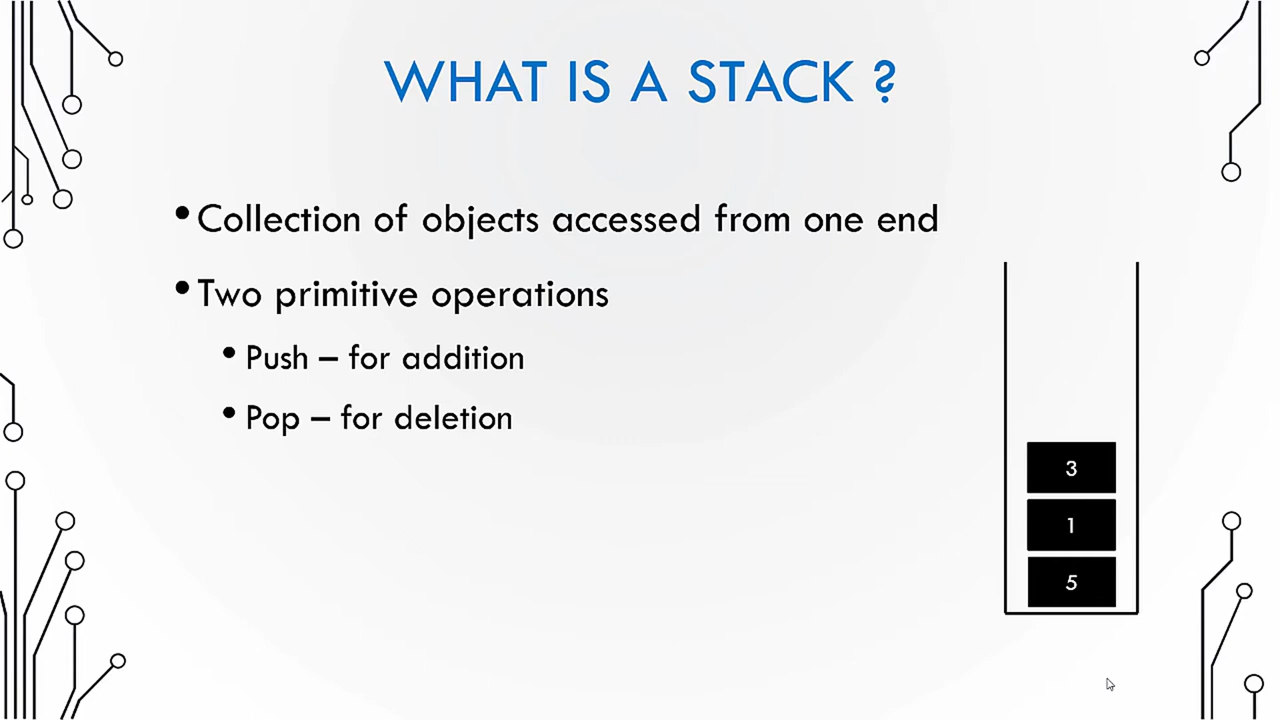 WHAT IS A STACK ?
• Collection of objects accessed from one end
• Two primitive operations
• Push – for addition
• Pop – for deletion
3
1
5